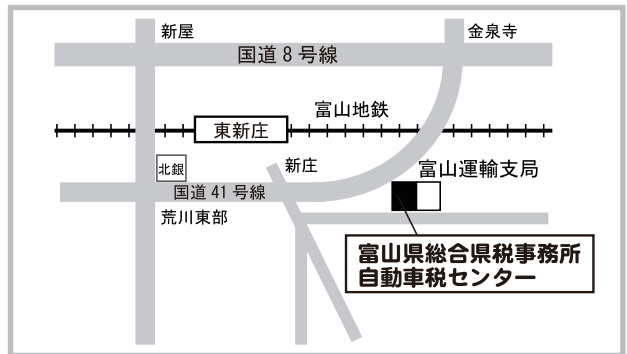 新屋
金泉寺
国道8号線
富山地鉄
東新庄
北銀
新庄
富山運輸支局
国道41号線
荒川東部
富山県総合県税事務所
自動車税センター